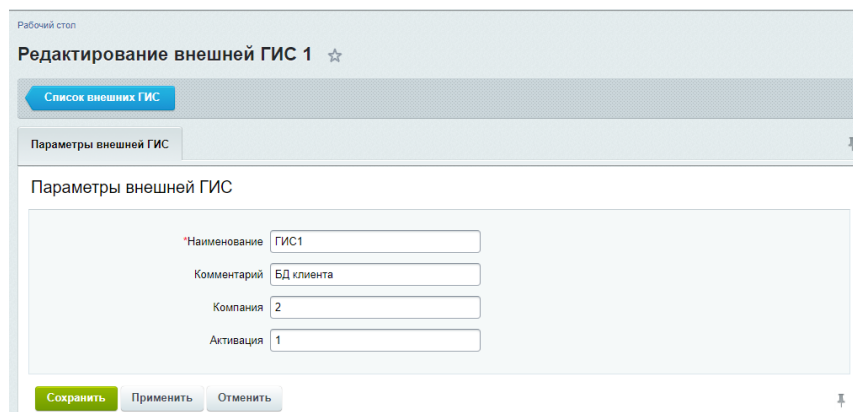 Рабочий стол
Редактирование внешней ГИС 1
Список внешних ГИС
Параметры внешней ГИС
Параметры внешней ГИС
*Наименование ГИС1
Комментарий БД клиента
Компания 2
Активация 1
Сохранить Применить Отменить